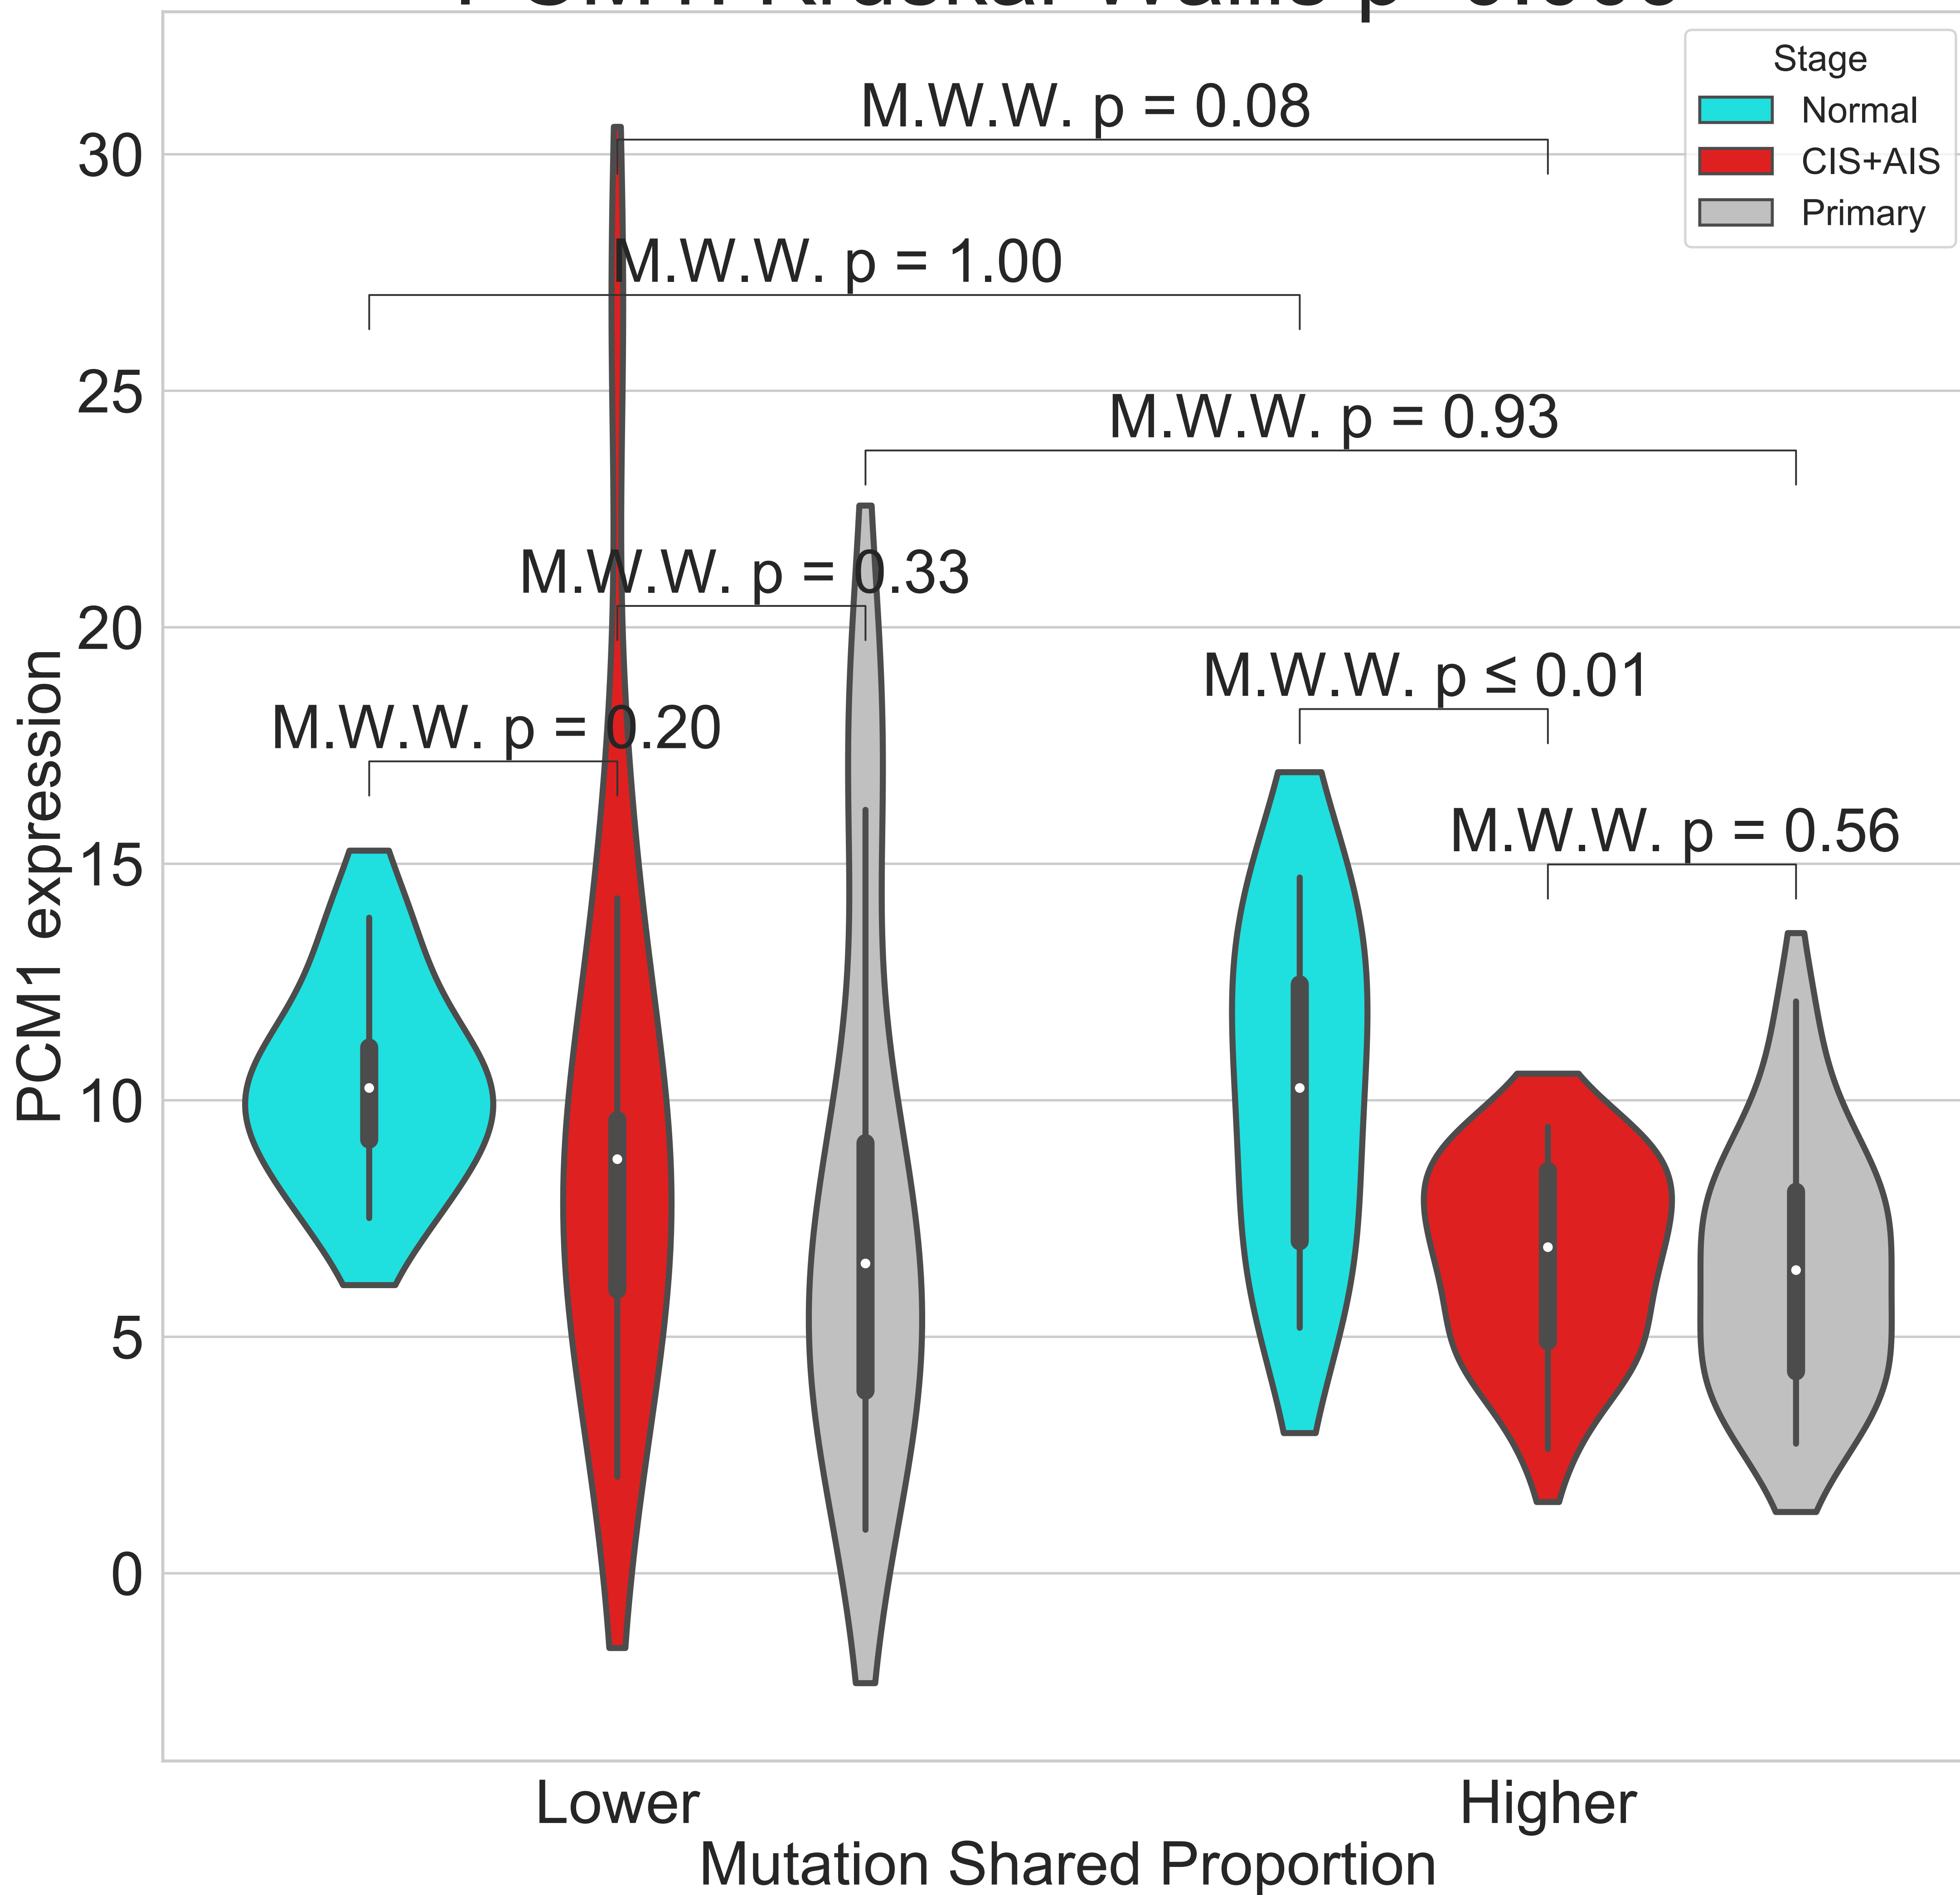 Stage
Normal
CIS+AIS
Primary
M.W.W. p = 0.08
M.W.W. p = 1.00
M.W.W. p = 0.93
M.W.W. p = 0.33
M.W.W. p ≤ 0.01
M.W.W. p = 0.20
M.W.W. p = 0.56
30
25
20
15
10
5
0
PCM1 expression
Lower
Higher
Mutation Shared Proportion